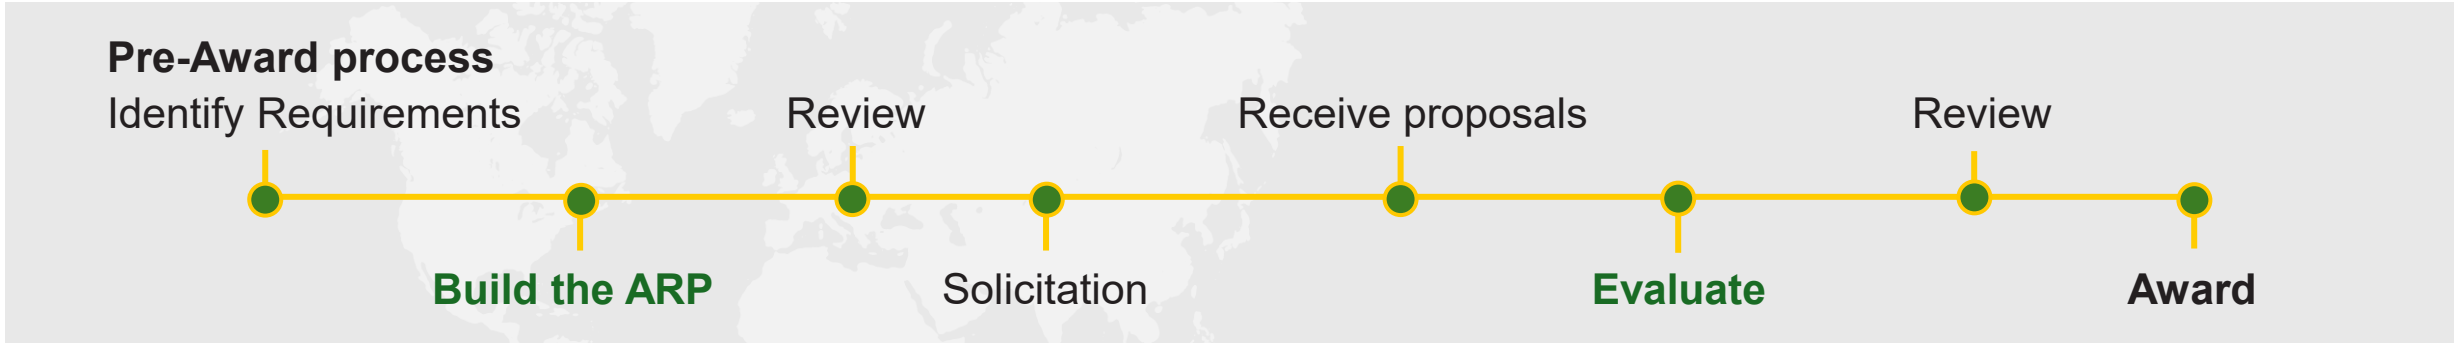 Pre-Award process
Identify Requirements
Build the ARP
Review
Solicitation
Receive proposals
Evaluate
Review
Award